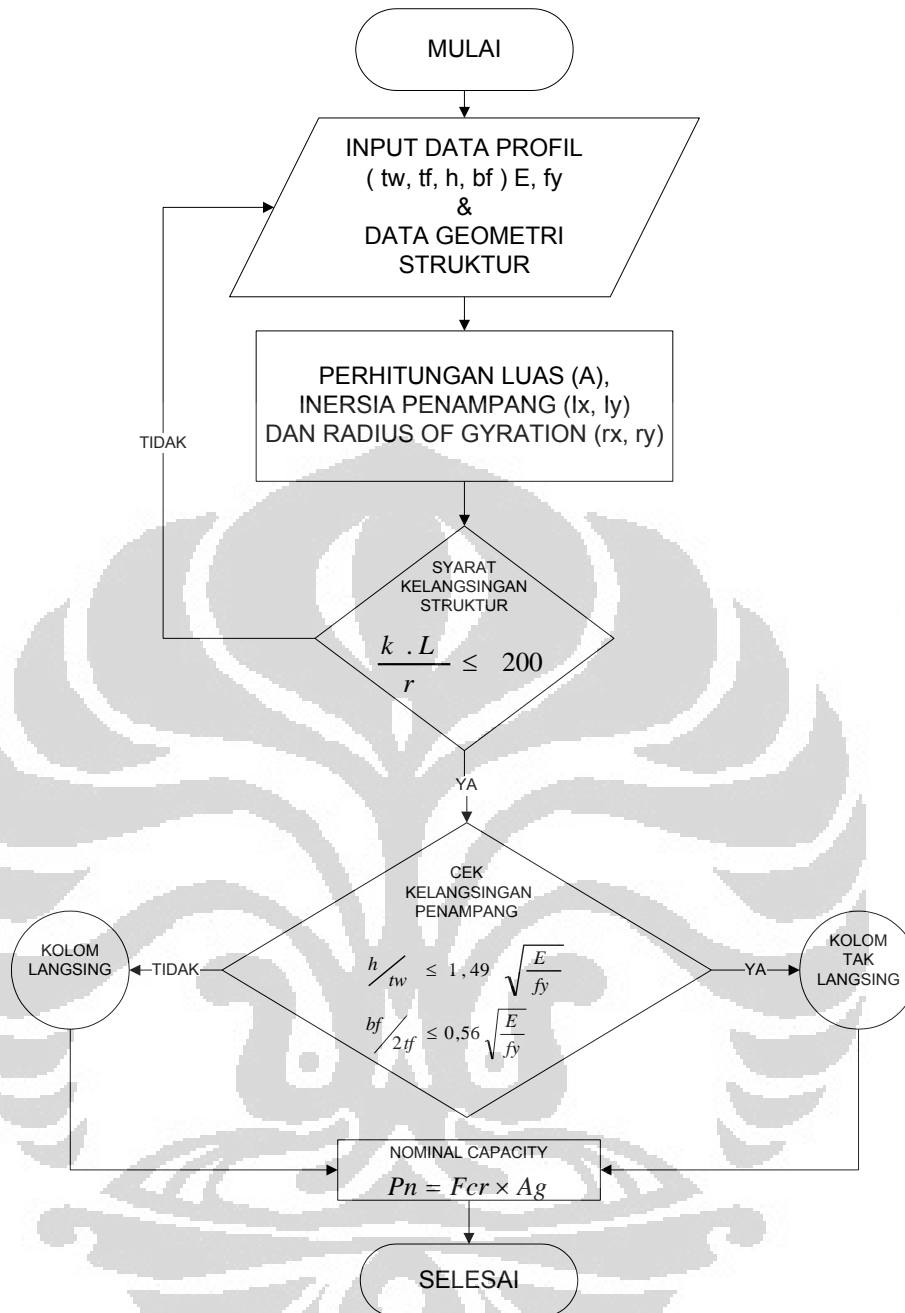 MULAI
INPUT DATA PROFIL
( tw, tf, h, bf ) E, fy
&
DATA GEOMETRI
STRUKTUR
PERHITUNGAN LUAS (A),
INERSIA PENAMPANG (Ix, Iy)
DAN RADIUS OF GYRATION (rx, ry)
TIDAK
SYARAT
KELANGSINGAN
STRUKTUR
k . L / r ≤ 200
YA
CEK
KELANGSINGAN
PENAMPANG
h/tw ≤ 1,49 √(E/fy)
bf/2tf ≤ 0,56 √(E/fy)
TIDAK
KOLOM
LANGSING
YA
KOLOM
TAK
LANGSING
NOMINAL CAPACITY
Pn = Fcr × Ag
SELESAI